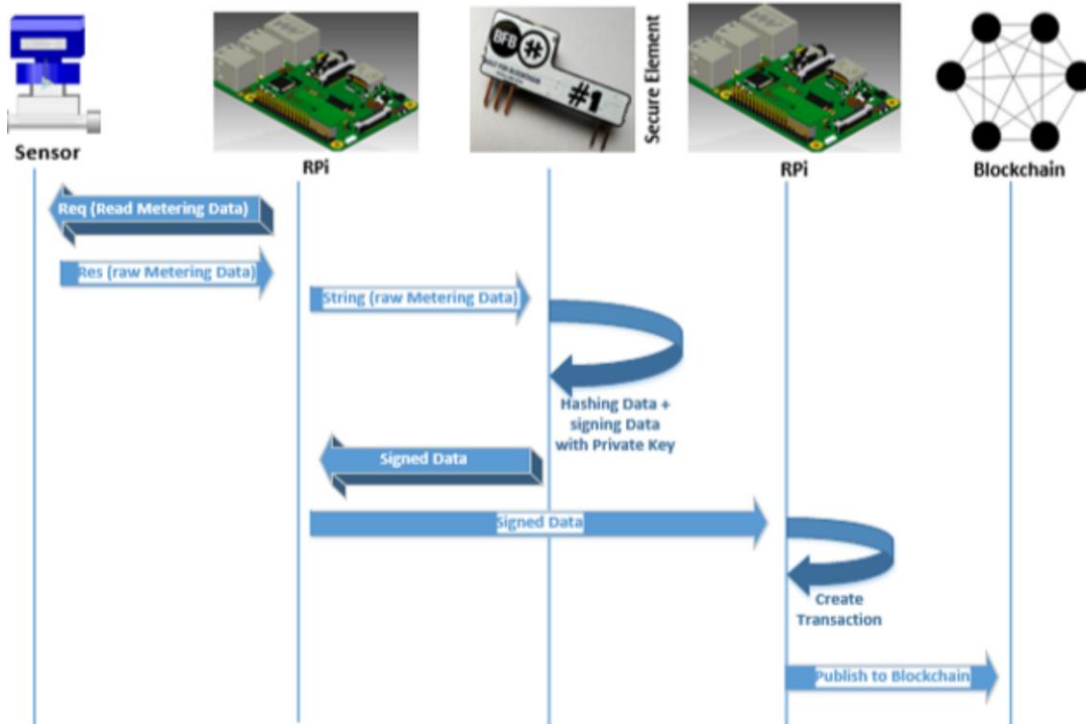 BFB
#
#1
Secure Element
Sensor
RPi
RPi
Blockchain
Req (Read Metering Data)
Res (raw Metering Data)
String (raw Metering Data)
Hashing Data +
signing Data
with Private Key
Signed Data
Signed Data
Create
Transaction
Publish to Blockchain